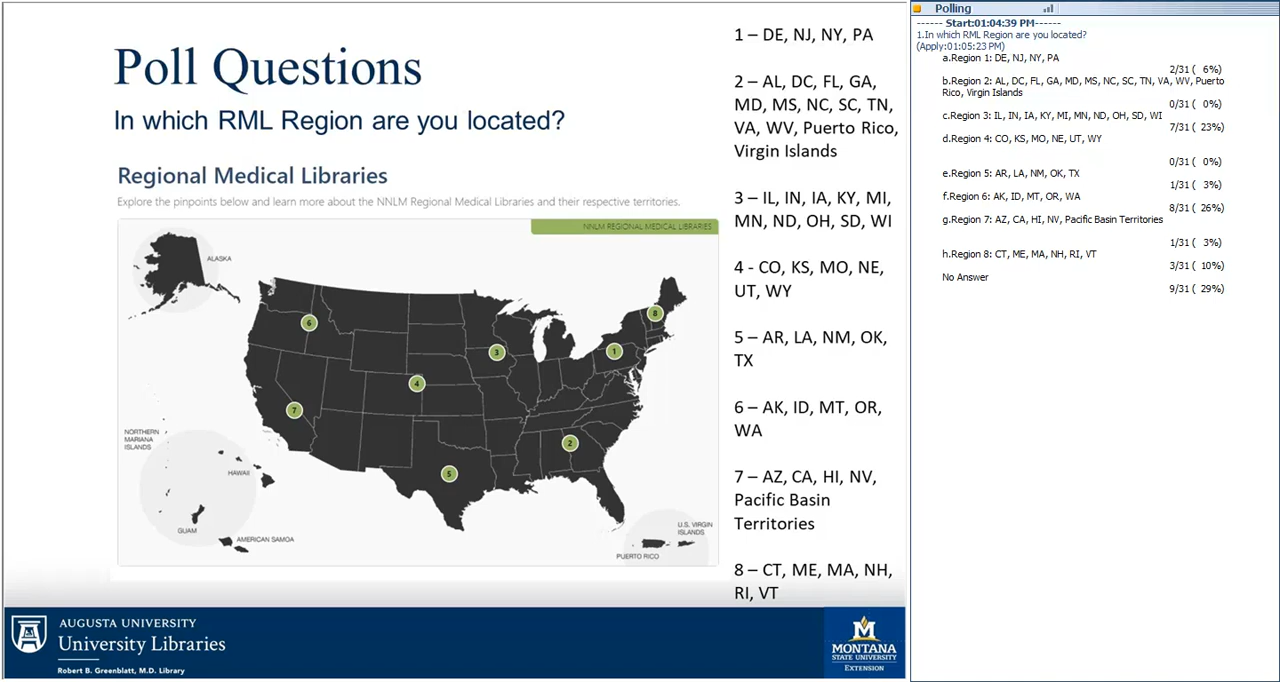 Poll Questions
In which RML Region are you located?
Regional Medical Libraries
Explore the pinpoints below and learn more about the NNLM Regional Medical Libraries and their respective territories.
NNLM REGIONAL MEDICAL LIBRARIES
ALASKA
8
6
3
1
4
7
2
5
NORTHERN
MARIANA
ISLANDS
HAWAII
GUAM
AMERICAN SAMOA
U.S. VIRGIN
ISLANDS
PUERTO RICO
1 – DE, NJ, NY, PA
2 – AL, DC, FL, GA,
MD, MS, NC, SC, TN,
VA, WV, Puerto Rico,
Virgin Islands
3 – IL, IN, IA, KY, MI,
MN, ND, OH, SD, WI
4 - CO, KS, MO, NE,
UT, WY
5 – AR, LA, NM, OK,
TX
6 – AK, ID, MT, OR,
WA
7 – AZ, CA, HI, NV,
Pacific Basin
Territories
8 – CT, ME, MA, NH,
RI, VT
AUGUSTA UNIVERSITY
University Libraries
Robert B. Greenblatt, M.D. Library
M
MONTANA
STATE UNIVERSITY
EXTENSION
Polling
------ Start:01:04:39 PM------
1.In which RML Region are you located?
(Apply:01:05:23 PM)
a.Region 1: DE, NJ, NY, PA
2/31 ( 6%)
b.Region 2: AL, DC, FL, GA, MD, MS, NC, SC, TN, VA, WV, Puerto
Rico, Virgin Islands
0/31 ( 0%)
c.Region 3: IL, IN, IA, KY, MI, MN, ND, OH, SD, WI
7/31 ( 23%)
d.Region 4: CO, KS, MO, NE, UT, WY
0/31 ( 0%)
e.Region 5: AR, LA, NM, OK, TX
1/31 ( 3%)
f.Region 6: AK, ID, MT, OR, WA
8/31 ( 26%)
g.Region 7: AZ, CA, HI, NV, Pacific Basin Territories
1/31 ( 3%)
h.Region 8: CT, ME, MA, NH, RI, VT
3/31 ( 10%)
No Answer
9/31 ( 29%)